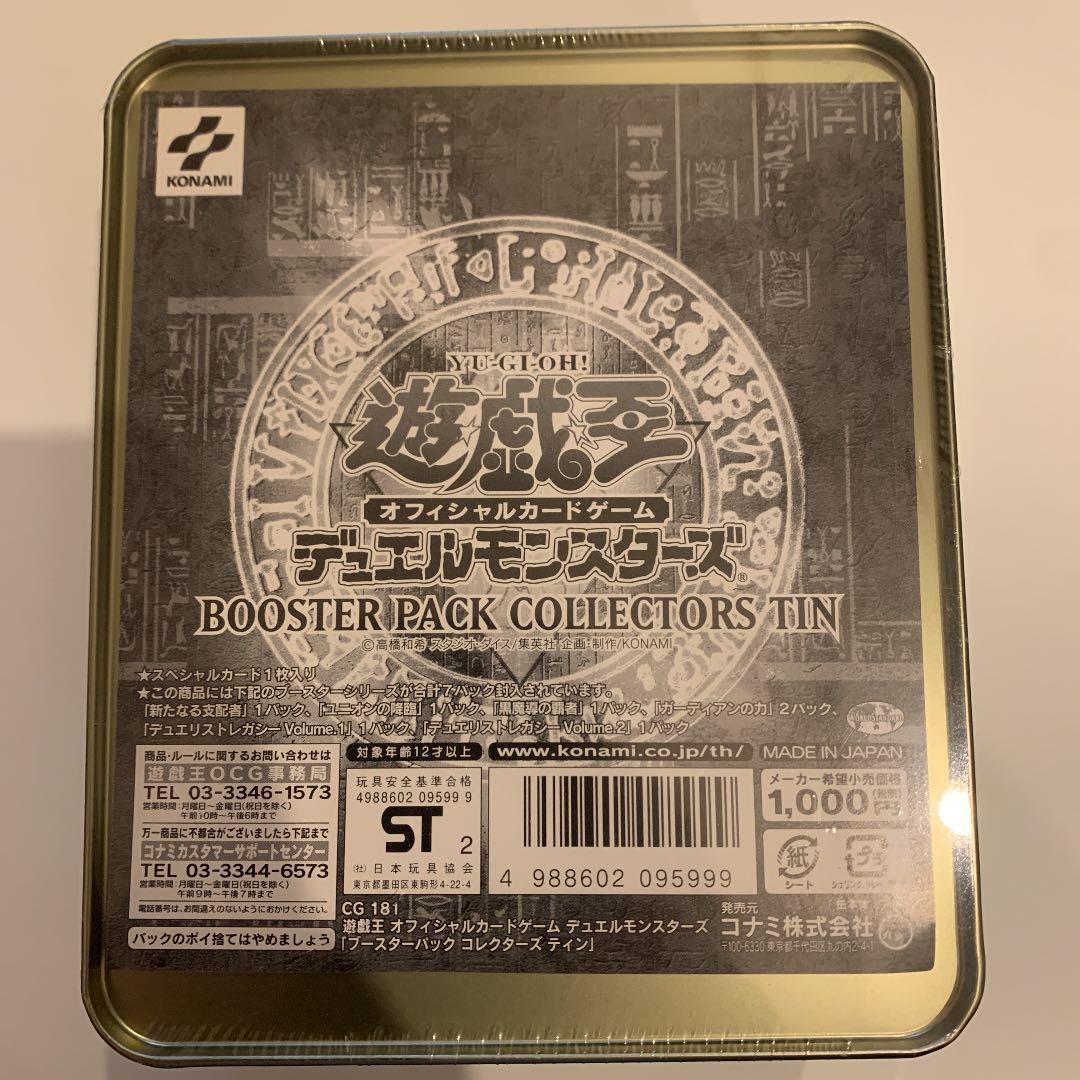 KONAMI
YU-GI-OH!
遊戯王
オフィシャルカードゲーム
デュエルモンスターズ®
BOOSTER PACK COLLECTORS TIN
©高橋和希 スタジオ・ダイス/集英社 企画・制作/KONAMI
★スペシャルカード1枚入り
★この商品には下記のブースターシリーズが合計7パック封入されています。
「新たなる支配者」1パック、「ユニオンの降臨」1パック、「黒魔導の覇者」1パック、「ガーディアンの力」2パック、
「デュエリストレガシー Volume.1」1パック、「デュエリストレガシー Volume.2」1パック
商品・ルールに関するお問い合わせは
遊戯王OCG事務局
TEL 03-3346-1573
営業時間:月曜日~金曜日(祝日を除く)
午前10時~午後6時まで
万一商品に不都合がございましたら下記まで
コナミカスタマーサポートセンター
TEL 03-3344-6573
営業時間:月曜日~金曜日(祝日を除く)
午前9時~午後7時まで
電話番号は、お間違えのないようにおかけください。
パックのポイ捨てはやめましょう
対象年齢12才以上
www.konami.co.jp/th/
MADE IN JAPAN
玩具安全基準合格
4988602 09599 9
ST 2
(社)日本玩具協会
東京都墨田区東駒形4-22-4
4 988602 095999
メーカー希望小売価格
1,000円(税別)
紙
シート
プラ
CG 181
遊戯王 オフィシャルカードゲーム デュエルモンスターズ
「ブースターパック コレクターズ ティン」
発売元
コナミ株式会社
〒100-6330 東京都千代田区丸の内2-4-1